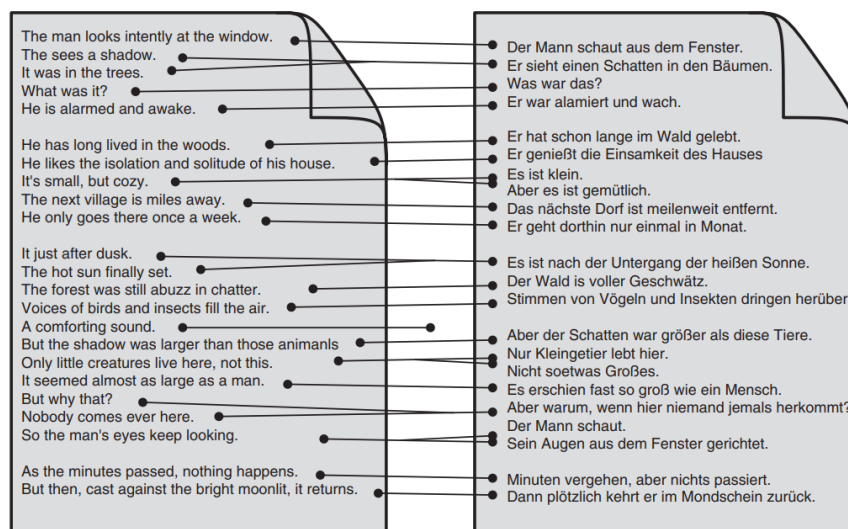 The man looks intently at the window.
The sees a shadow.
It was in the trees.
What was it?
He is alarmed and awake.
He has long lived in the woods.
He likes the isolation and solitude of his house.
It's small, but cozy.
The next village is miles away.
He only goes there once a week.
It just after dusk.
The hot sun finally set.
The forest was still abuzz in chatter.
Voices of birds and insects fill the air.
A comforting sound.
But the shadow was larger than those animanls
Only little creatures live here, not this.
It seemed almost as large as a man.
But why that?
Nobody comes ever here.
So the man's eyes keep looking.
As the minutes passed, nothing happens.
But then, cast against the bright moonlit, it returns.
Der Mann schaut aus dem Fenster.
Er sieht einen Schatten in den Bäumen.
Was war das?
Er war alamiert und wach.
Er hat schon lange im Wald gelebt.
Er genießt die Einsamkeit des Hauses
Es ist klein.
Aber es ist gemütlich.
Das nächste Dorf ist meilenweit entfernt.
Er geht dorthin nur einmal in Monat.
Es ist nach der Untergang der heißen Sonne.
Der Wald is voller Geschwätz.
Stimmen von Vögeln und Insekten dringen herüber
Aber der Schatten war größer als diese Tiere.
Nur Kleingetier lebt hier.
Nicht soetwas Großes.
Es erschien fast so groß wie ein Mensch.
Aber warum, wenn hier niemand jemals herkommt?
Der Mann schaut.
Sein Augen aus dem Fenster gerichtet.
Minuten vergehen, aber nichts passiert.
Dann plötzlich kehrt er im Mondschein zurück.